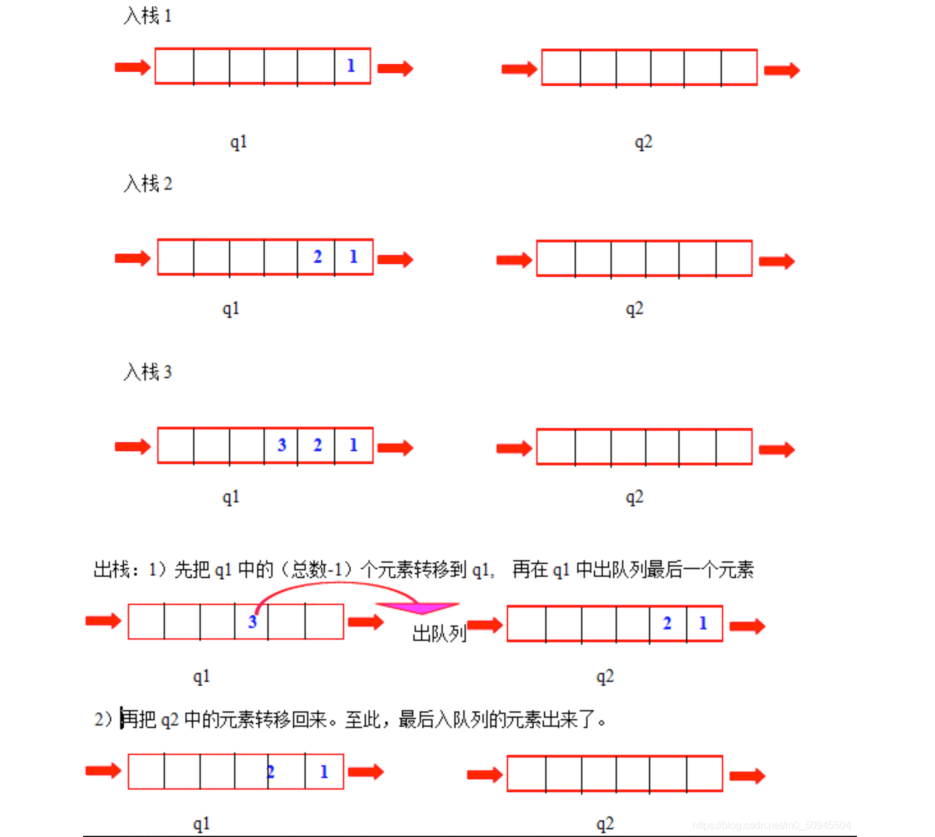 入栈 1
1
q1 q2
入栈 2
2 1
q1 q2
入栈 3
3 2 1
q1 q2
出栈：1）先把 q1 中的（总数-1）个元素转移到 q1， 再在 q1 中出队列最后一个元素
3 出队列 2 1
q1 q2
2）再把 q2 中的元素转移回来。至此，最后入队列的元素出来了。
2 1
q1 q2
https://blog.csdn.net/m0_50945504